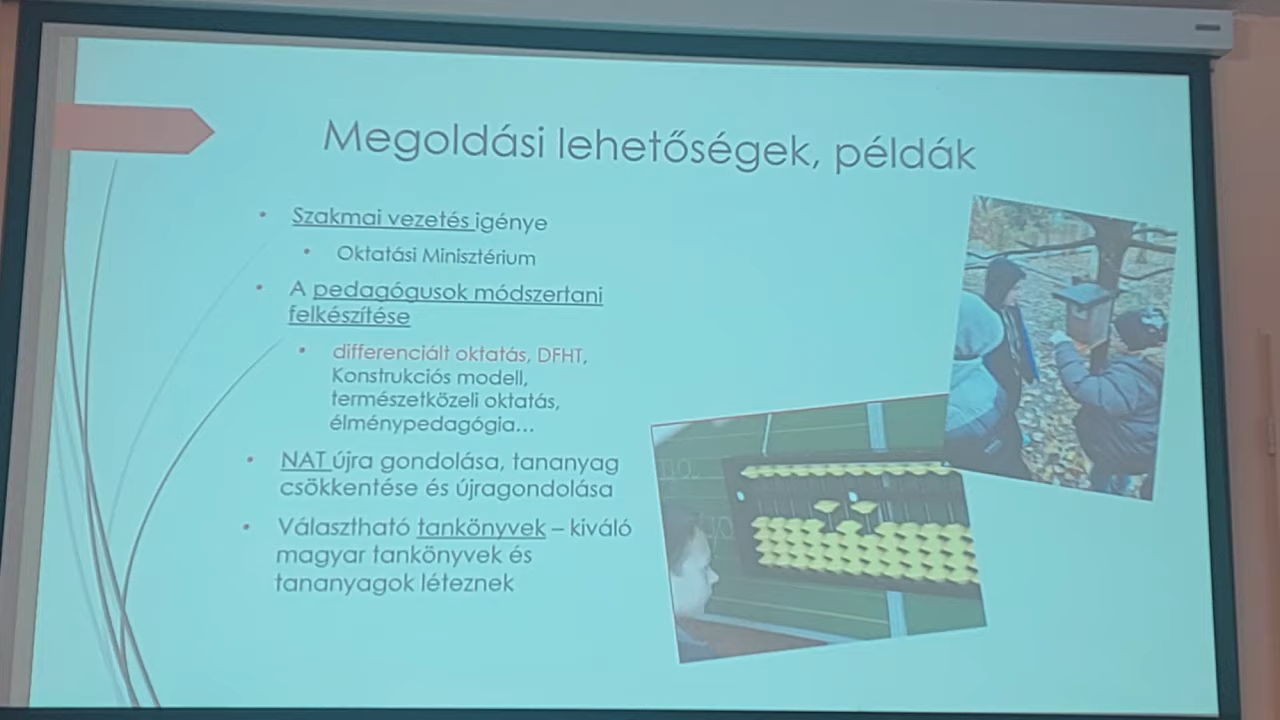 Megoldási lehetőségek, példák
Szakmai vezetés igénye
Oktatási Minisztérium
A pedagógusok módszertani
felkészítése
differenciált oktatás, DFHT,
Konstrukciós modell,
természetközeli oktatás,
élménypedagógia...
NAT újra gondolása, tananyag
csökkentése és újragondolása
Választható tankönyvek – kiváló
magyar tankönyvek és
tananyagok léteznek